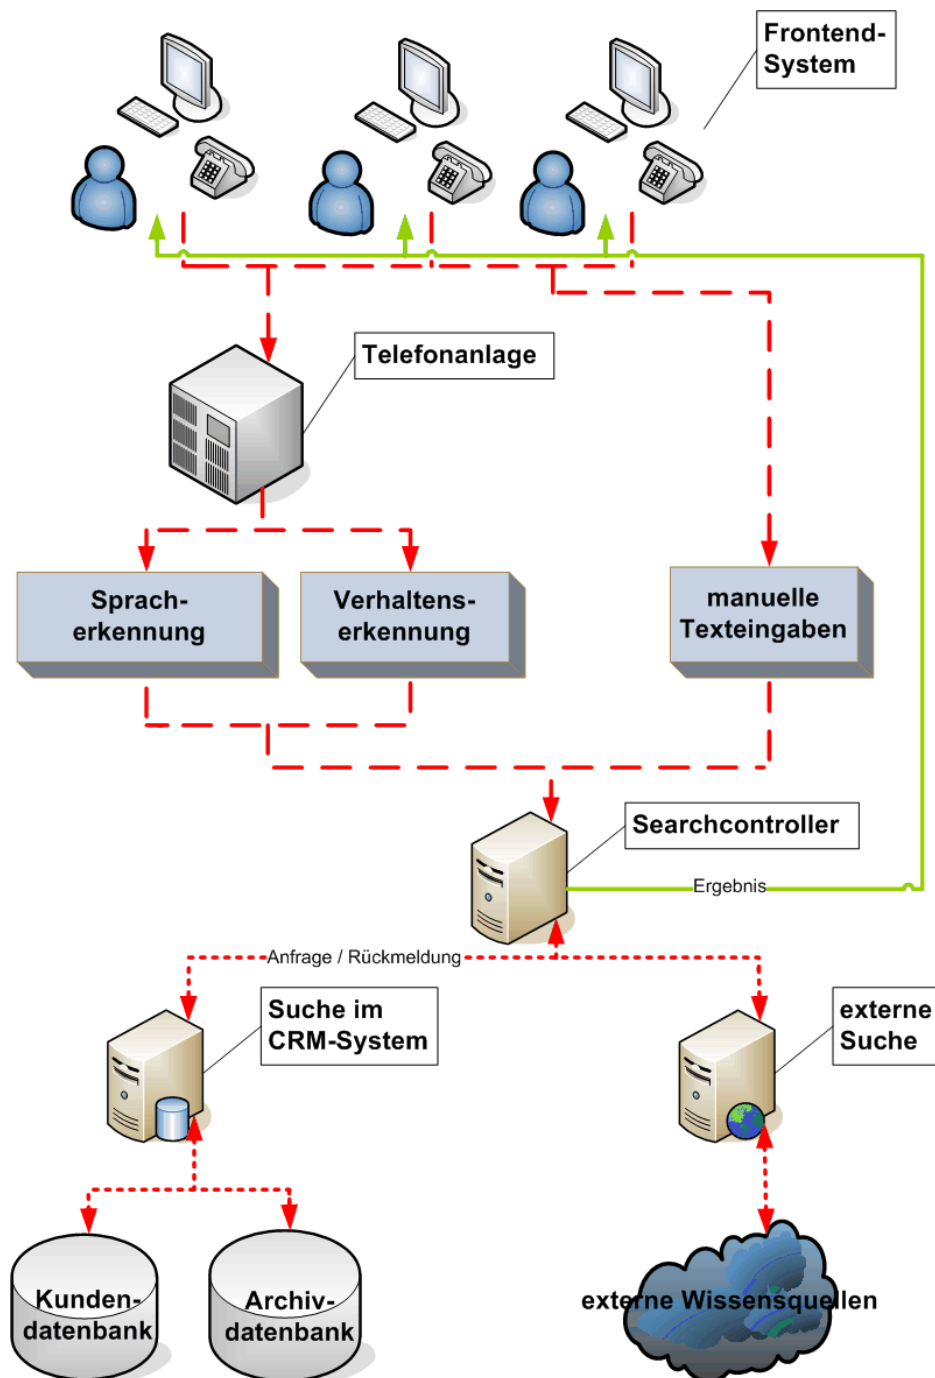 Frontend-
System
Telefonanlage
Sprach-
erkennung
Verhaltens-
erkennung
manuelle
Texteingaben
Searchcontroller
Ergebnis
Anfrage / Rückmeldung
Suche im
CRM-System
externe
Suche
Kunden-
datenbank
Archiv-
datenbank
externe Wissensquellen